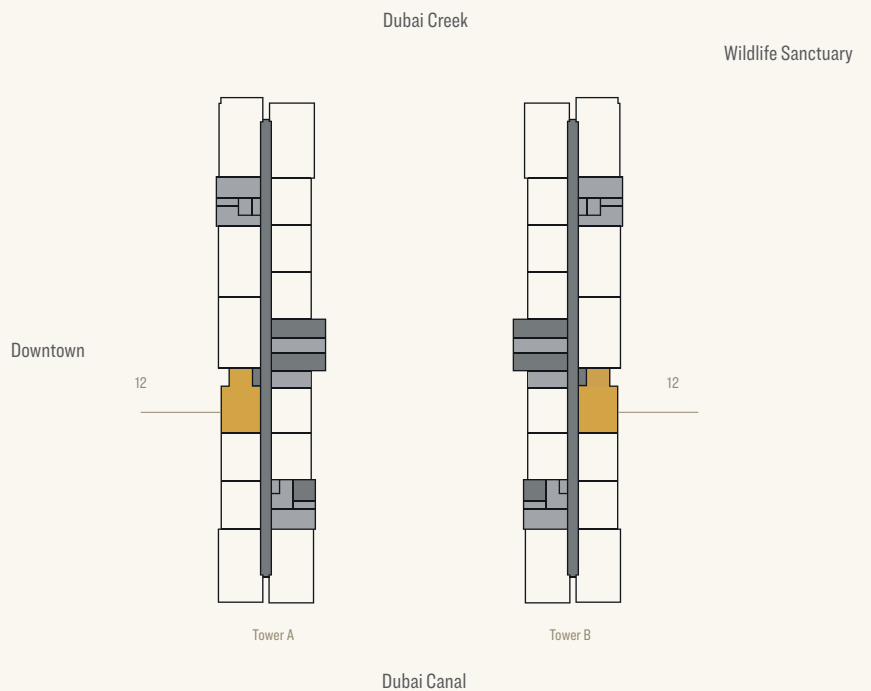 Dubai Creek
Wildlife Sanctuary
Downtown
12
12
Tower A
Tower B
Dubai Canal